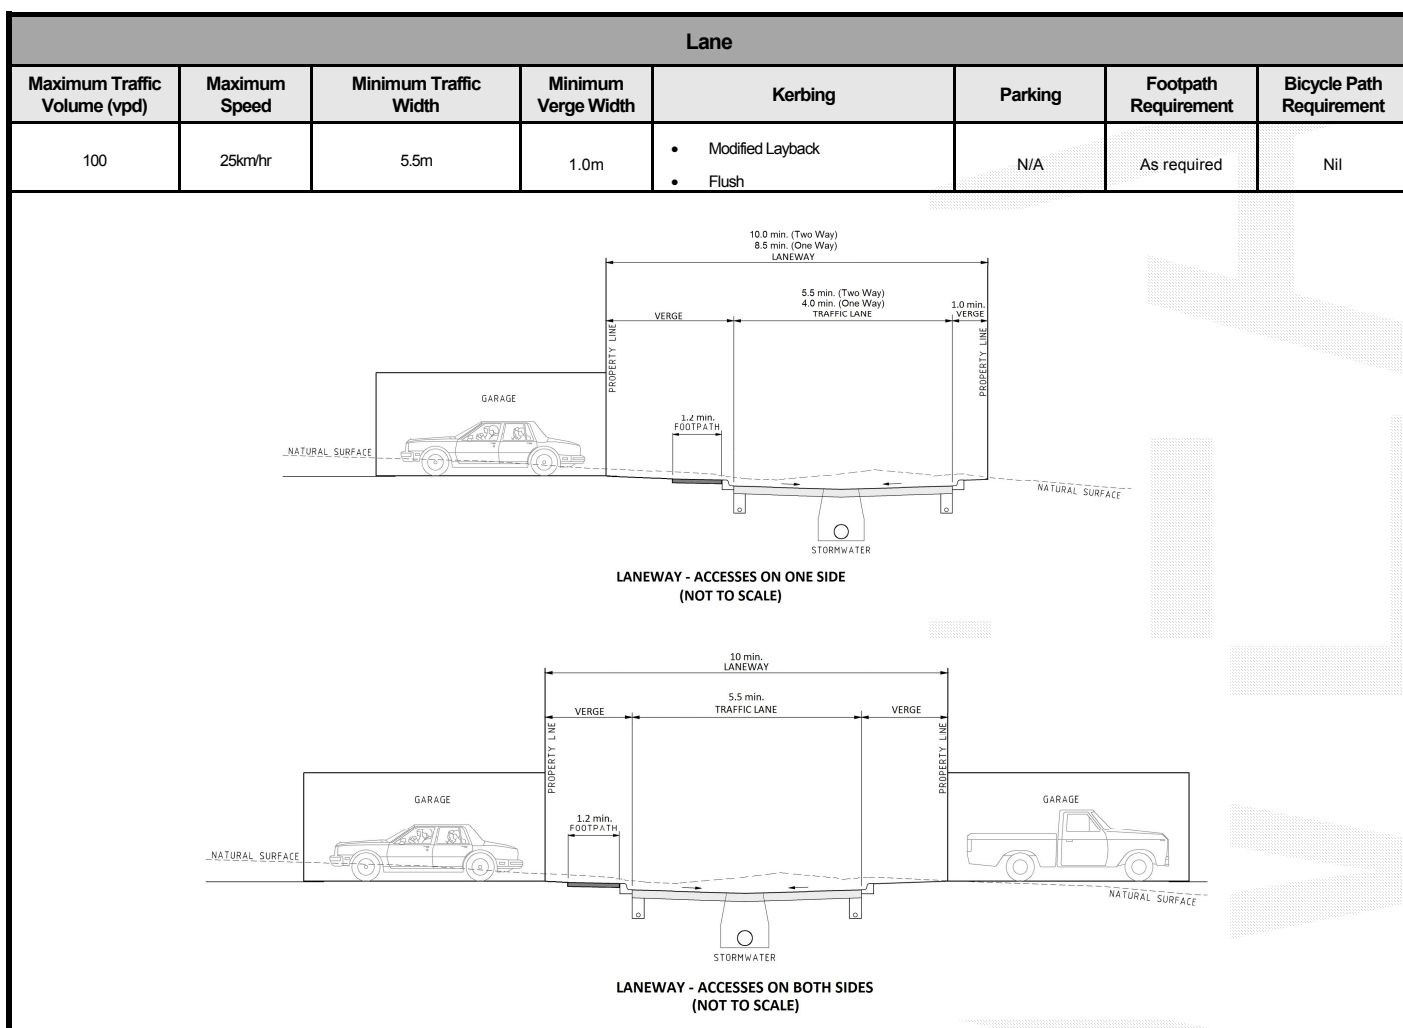 Lane
Maximum Traffic Volume (vpd)
Maximum Speed
Minimum Traffic Width
Minimum Verge Width
Kerbing
Parking
Footpath Requirement
Bicycle Path Requirement
100
25km/hr
5.5m
1.0m
• Modified Layback
• Flush
N/A
As required
Nil
10.0 min. (Two Way)
8.5 min. (One Way)
LANEWAY
5.5 min. (Two Way)
4.0 min. (One Way)
TRAFFIC LANE
VERGE
1.0 min.
VERGE
PROPERTY LINE
PROPERTY LINE
GARAGE
1.2 min.
FOOTPATH
NATURAL SURFACE
NATURAL SURFACE
STORMWATER
LANEWAY - ACCESSES ON ONE SIDE
(NOT TO SCALE)
10 min.
LANEWAY
5.5 min.
TRAFFIC LANE
VERGE
VERGE
PROPERTY LINE
PROPERTY LINE
GARAGE
GARAGE
1.2 min.
FOOTPATH
NATURAL SURFACE
NATURAL SURFACE
STORMWATER
LANEWAY - ACCESSES ON BOTH SIDES
(NOT TO SCALE)